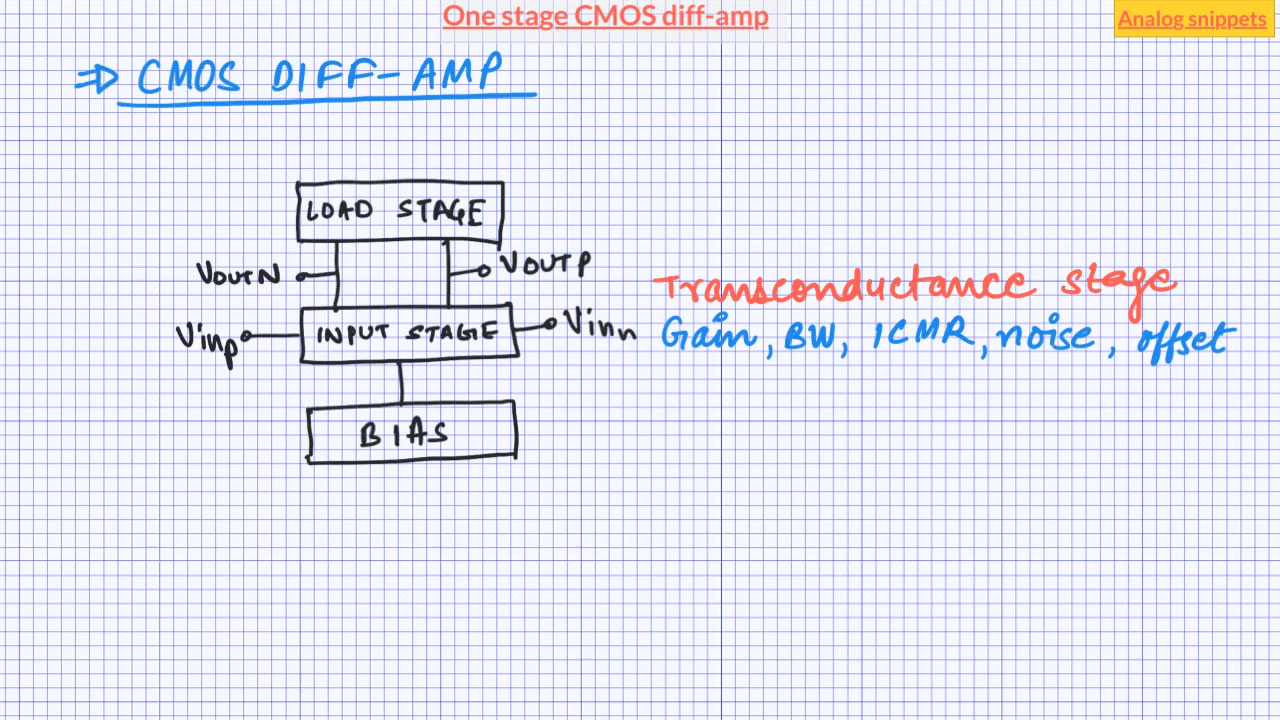 One stage CMOS diff-amp
Analog snippets
⇒ CMOS DIFF-AMP
LOAD STAGE
VOUTN
VOUTP
Vinp
INPUT STAGE
Vinn
Transconductance stage
Gain, BW, ICMR, noise, offset
BIAS